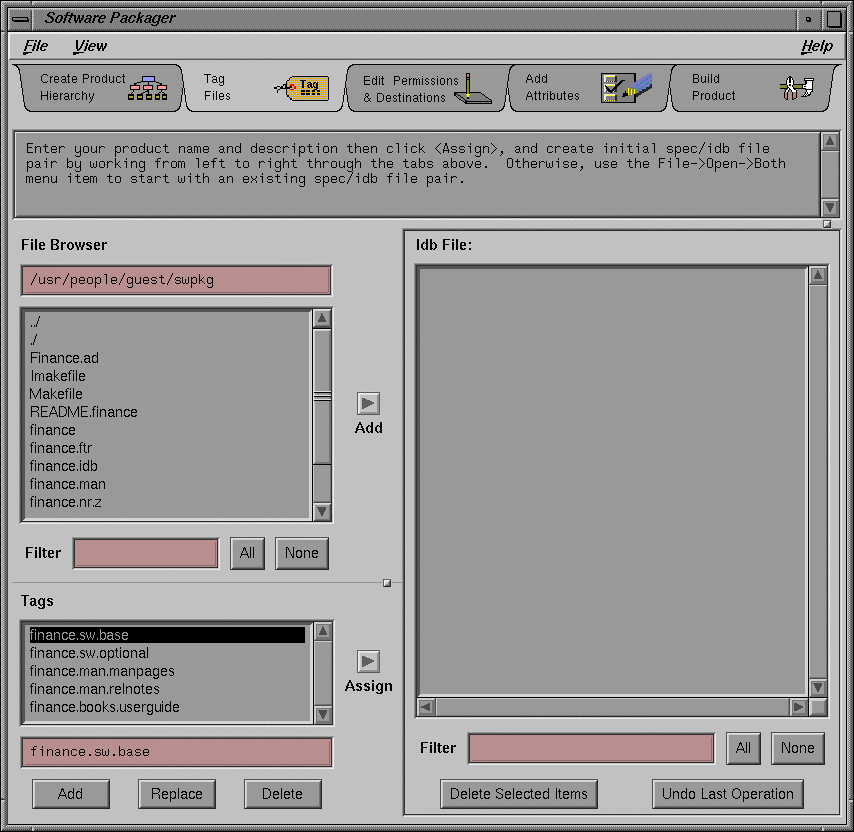 Software Packager
File View Help
Create Product
Hierarchy
Tag
Files
Tag
Edit Permissions
& Destinations
Add
Attributes
Build
Product
Enter your product name and description then click <Assign>, and create initial spec/idb file
pair by working from left to right through the tabs above.  Otherwise, use the File->Open->Both
menu item to start with an existing spec/idb file pair.
File Browser
/usr/people/guest/swpkg
../
./
Finance.ad
Imakefile
Makefile
README.finance
finance
finance.ftr
finance.idb
finance.man
finance.nr.z
Add
Filter All None
Tags
finance.sw.base
finance.sw.optional
finance.man.manpages
finance.man.relnotes
finance.books.userguide
Assign
finance.sw.base
Add Replace Delete
Idb File:
Filter All None
Delete Selected Items Undo Last Operation